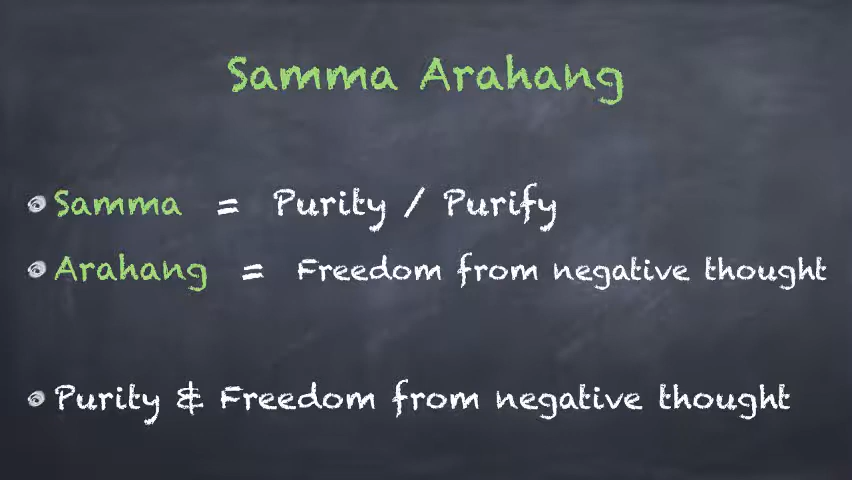 Samma Arahang
Samma = Purity / Purify
Arahang = Freedom from negative thought
Purity & Freedom from negative thought